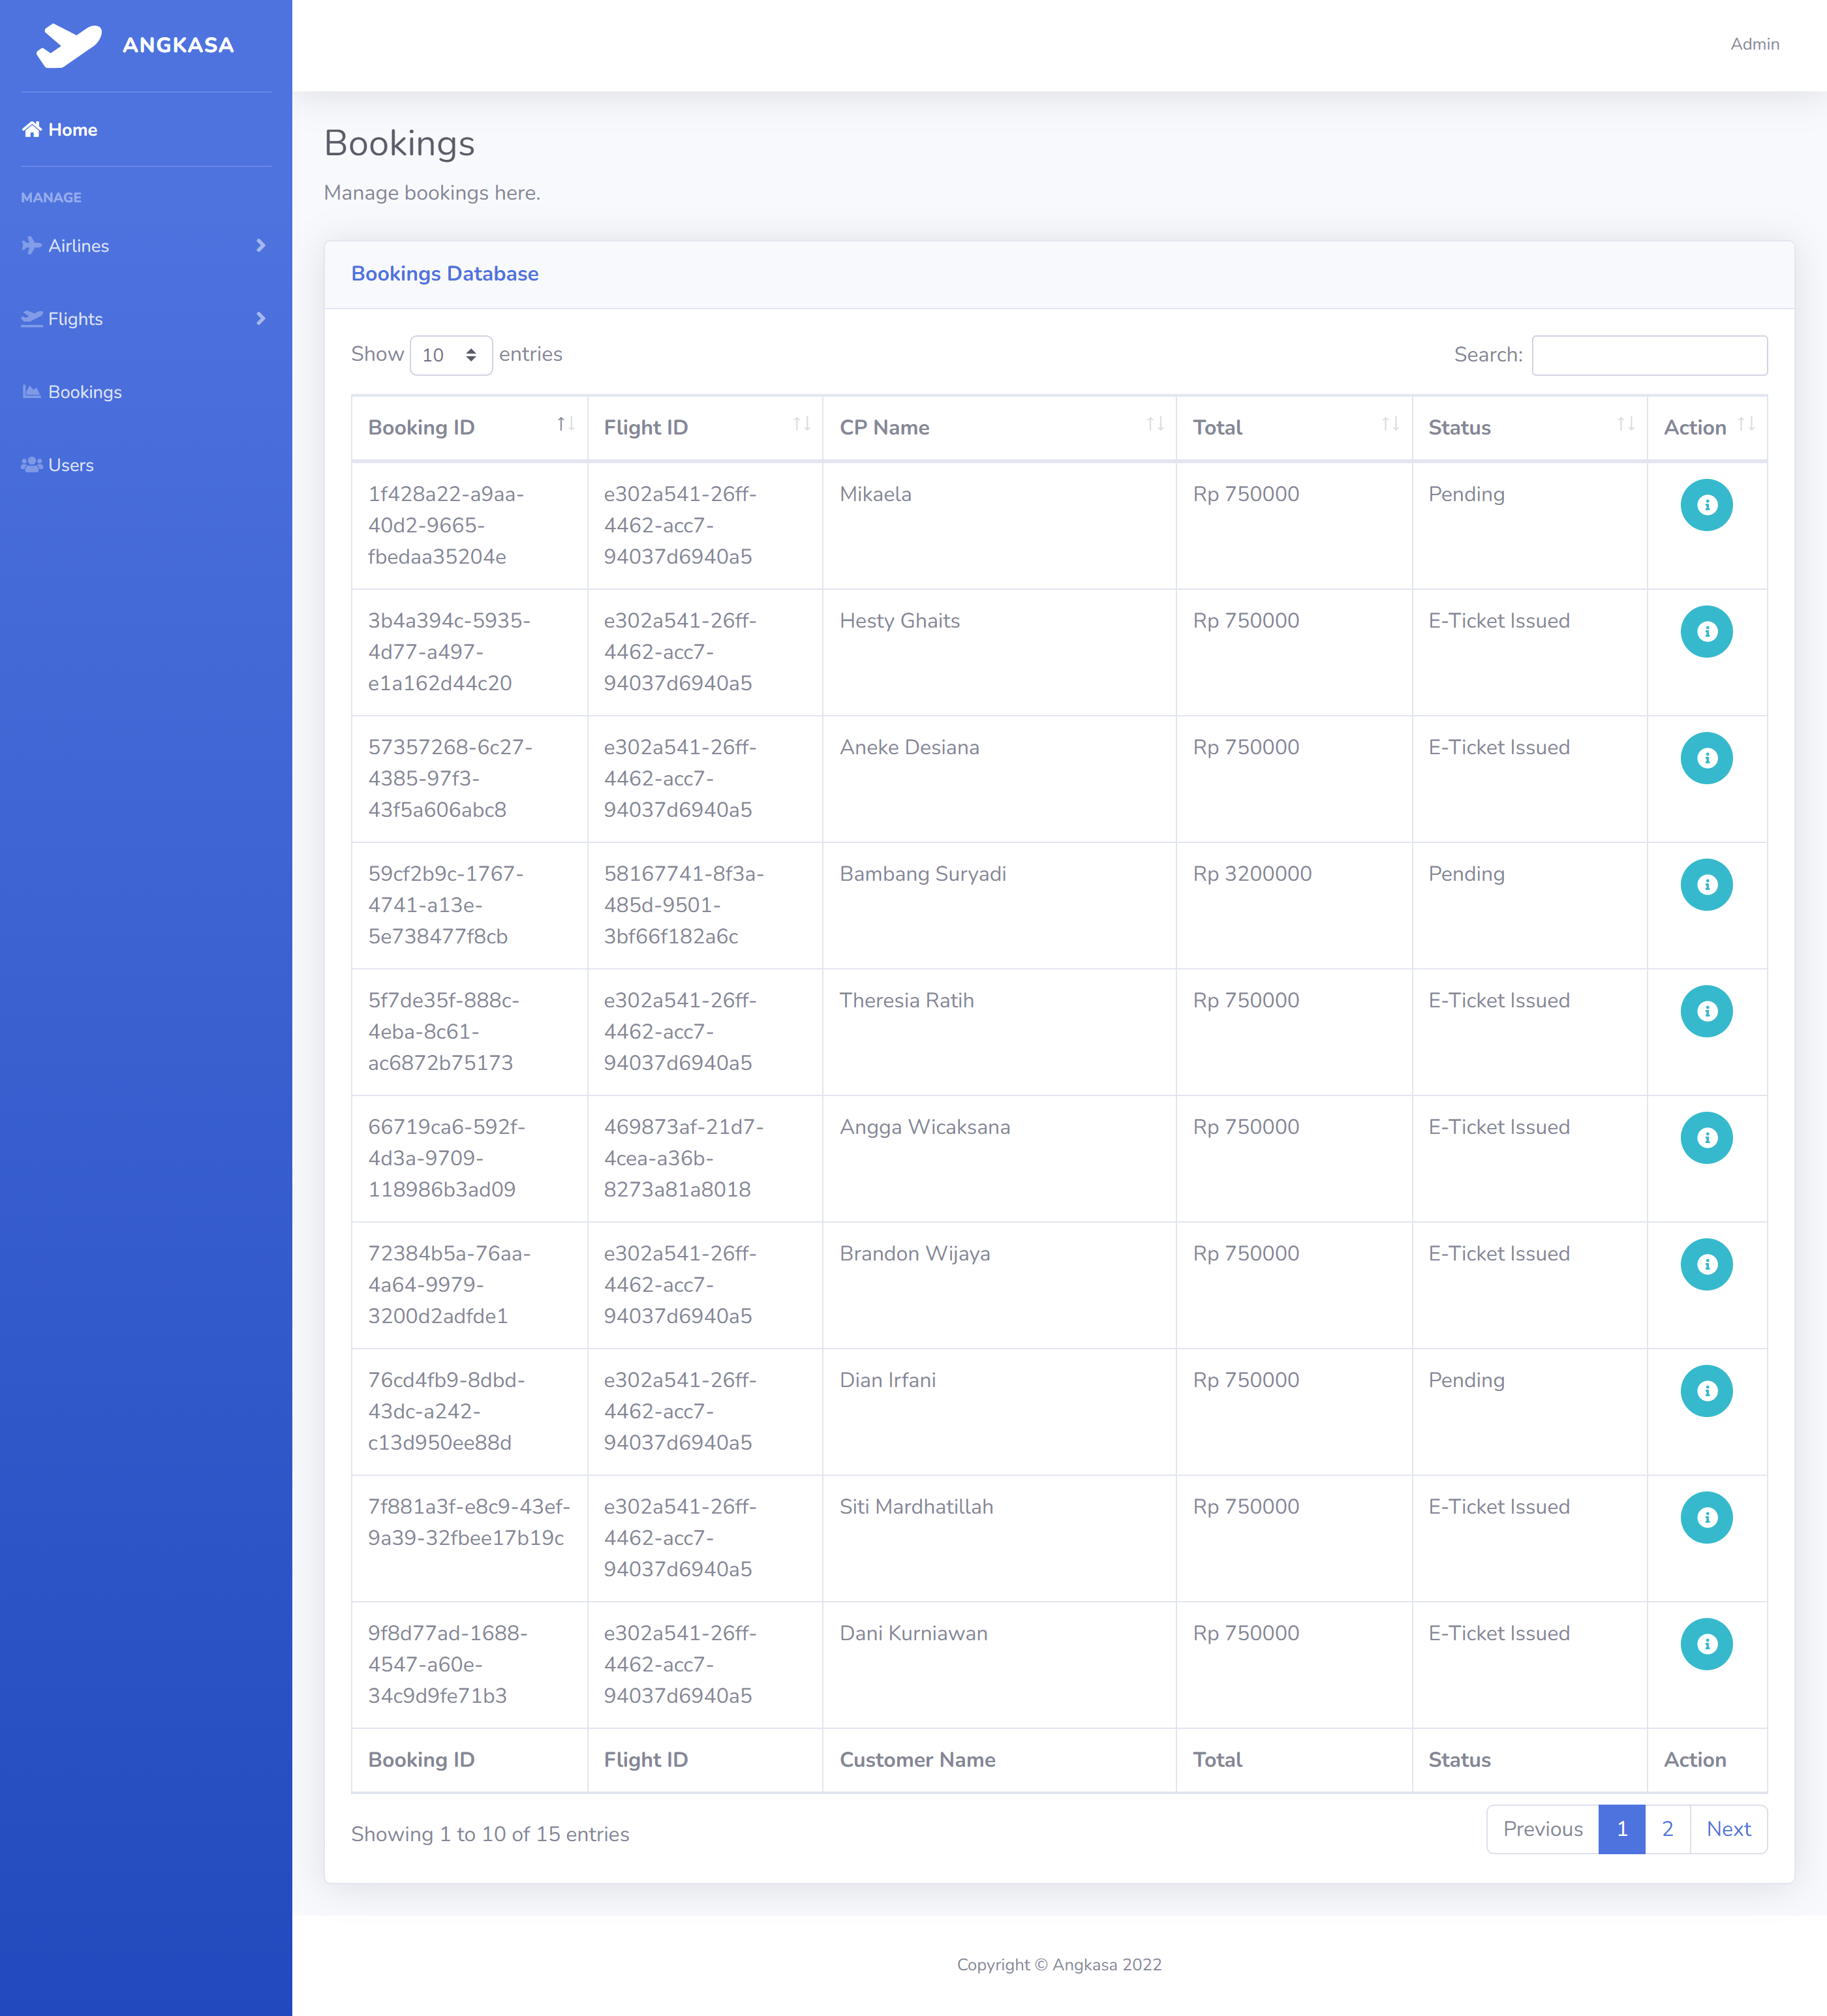 ANGKASA
Admin
Home
MANAGE
Airlines
Flights
Bookings
Users
Bookings
Manage bookings here.
Bookings Database
Show 10 entries
Search:
Booking ID Flight ID CP Name Total Status Action
1f428a22-a9aa- e302a541-26ff- Mikaela Rp 750000 Pending
40d2-9665- 4462-acc7-
fbedaa35204e 94037d6940a5
3b4a394c-5935- e302a541-26ff- Hesty Ghaits Rp 750000 E-Ticket Issued
4d77-a497- 4462-acc7-
e1a162d44c20 94037d6940a5
57357268-6c27- e302a541-26ff- Aneke Desiana Rp 750000 E-Ticket Issued
4385-97f3- 4462-acc7-
43f5a606abc8 94037d6940a5
59cf2b9c-1767- 58167741-8f3a- Bambang Suryadi Rp 3200000 Pending
4741-a13e- 485d-9501-
5e738477f8cb 3bf66f182a6c
5f7de35f-888c- e302a541-26ff- Theresia Ratih Rp 750000 E-Ticket Issued
4eba-8c61- 4462-acc7-
ac6872b75173 94037d6940a5
66719ca6-592f- 469873af-21d7- Angga Wicaksana Rp 750000 E-Ticket Issued
4d3a-9709- 4cea-a36b-
118986b3ad09 8273a81a8018
72384b5a-76aa- e302a541-26ff- Brandon Wijaya Rp 750000 E-Ticket Issued
4a64-9979- 4462-acc7-
3200d2adfde1 94037d6940a5
76cd4fb9-8dbd- e302a541-26ff- Dian Irfani Rp 750000 Pending
43dc-a242- 4462-acc7-
c13d950ee88d 94037d6940a5
7f881a3f-e8c9-43ef- e302a541-26ff- Siti Mardhatillah Rp 750000 E-Ticket Issued
9a39-32fbee17b19c 4462-acc7-
94037d6940a5
9f8d77ad-1688- e302a541-26ff- Dani Kurniawan Rp 750000 E-Ticket Issued
4547-a60e- 4462-acc7-
34c9d9fe71b3 94037d6940a5
Booking ID Flight ID Customer Name Total Status Action
Showing 1 to 10 of 15 entries
Previous 1 2 Next
Copyright © Angkasa 2022